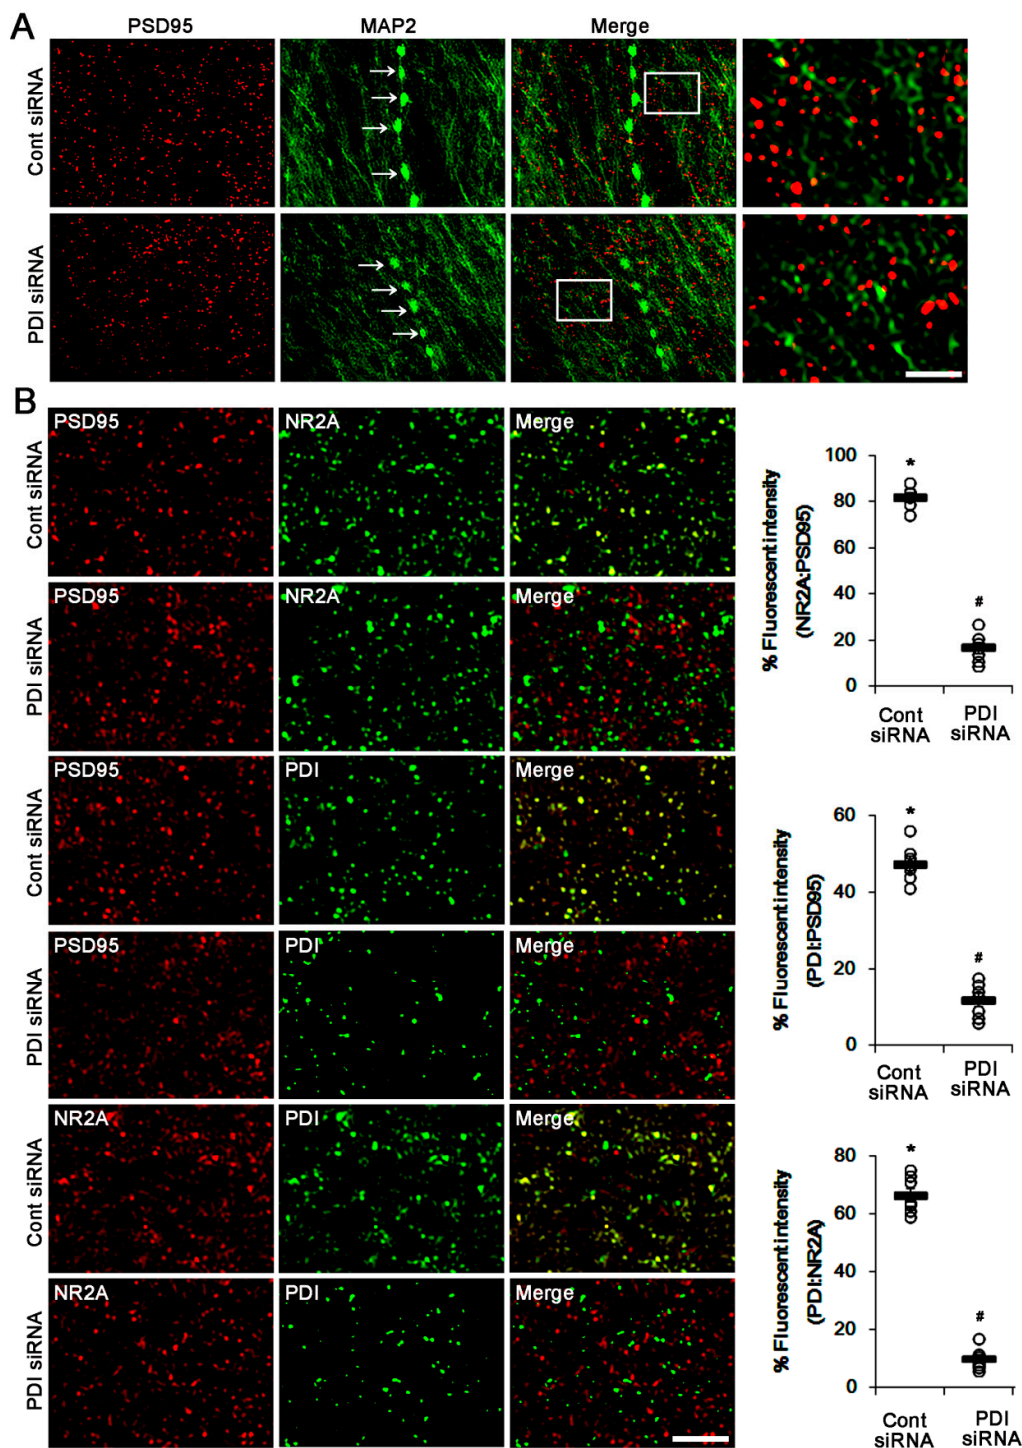 A
PSD95 MAP2 Merge
Cont siRNA
PDI siRNA
B
PSD95 NR2A Merge
Cont siRNA
PSD95 NR2A Merge
PDI siRNA
PSD95 PDI Merge
Cont siRNA
PSD95 PDI Merge
PDI siRNA
NR2A PDI Merge
Cont siRNA
NR2A PDI Merge
PDI siRNA
% Fluorescent intensity
(NR2A:PSD95)
100
80
60
40
20
0
*
#
Cont
siRNA
PDI
siRNA
% Fluorescent intensity
(PDI:PSD95)
60
40
20
0
*
#
Cont
siRNA
PDI
siRNA
% Fluorescent intensity
(PDI:NR2A)
80
60
40
20
0
*
#
Cont
siRNA
PDI
siRNA